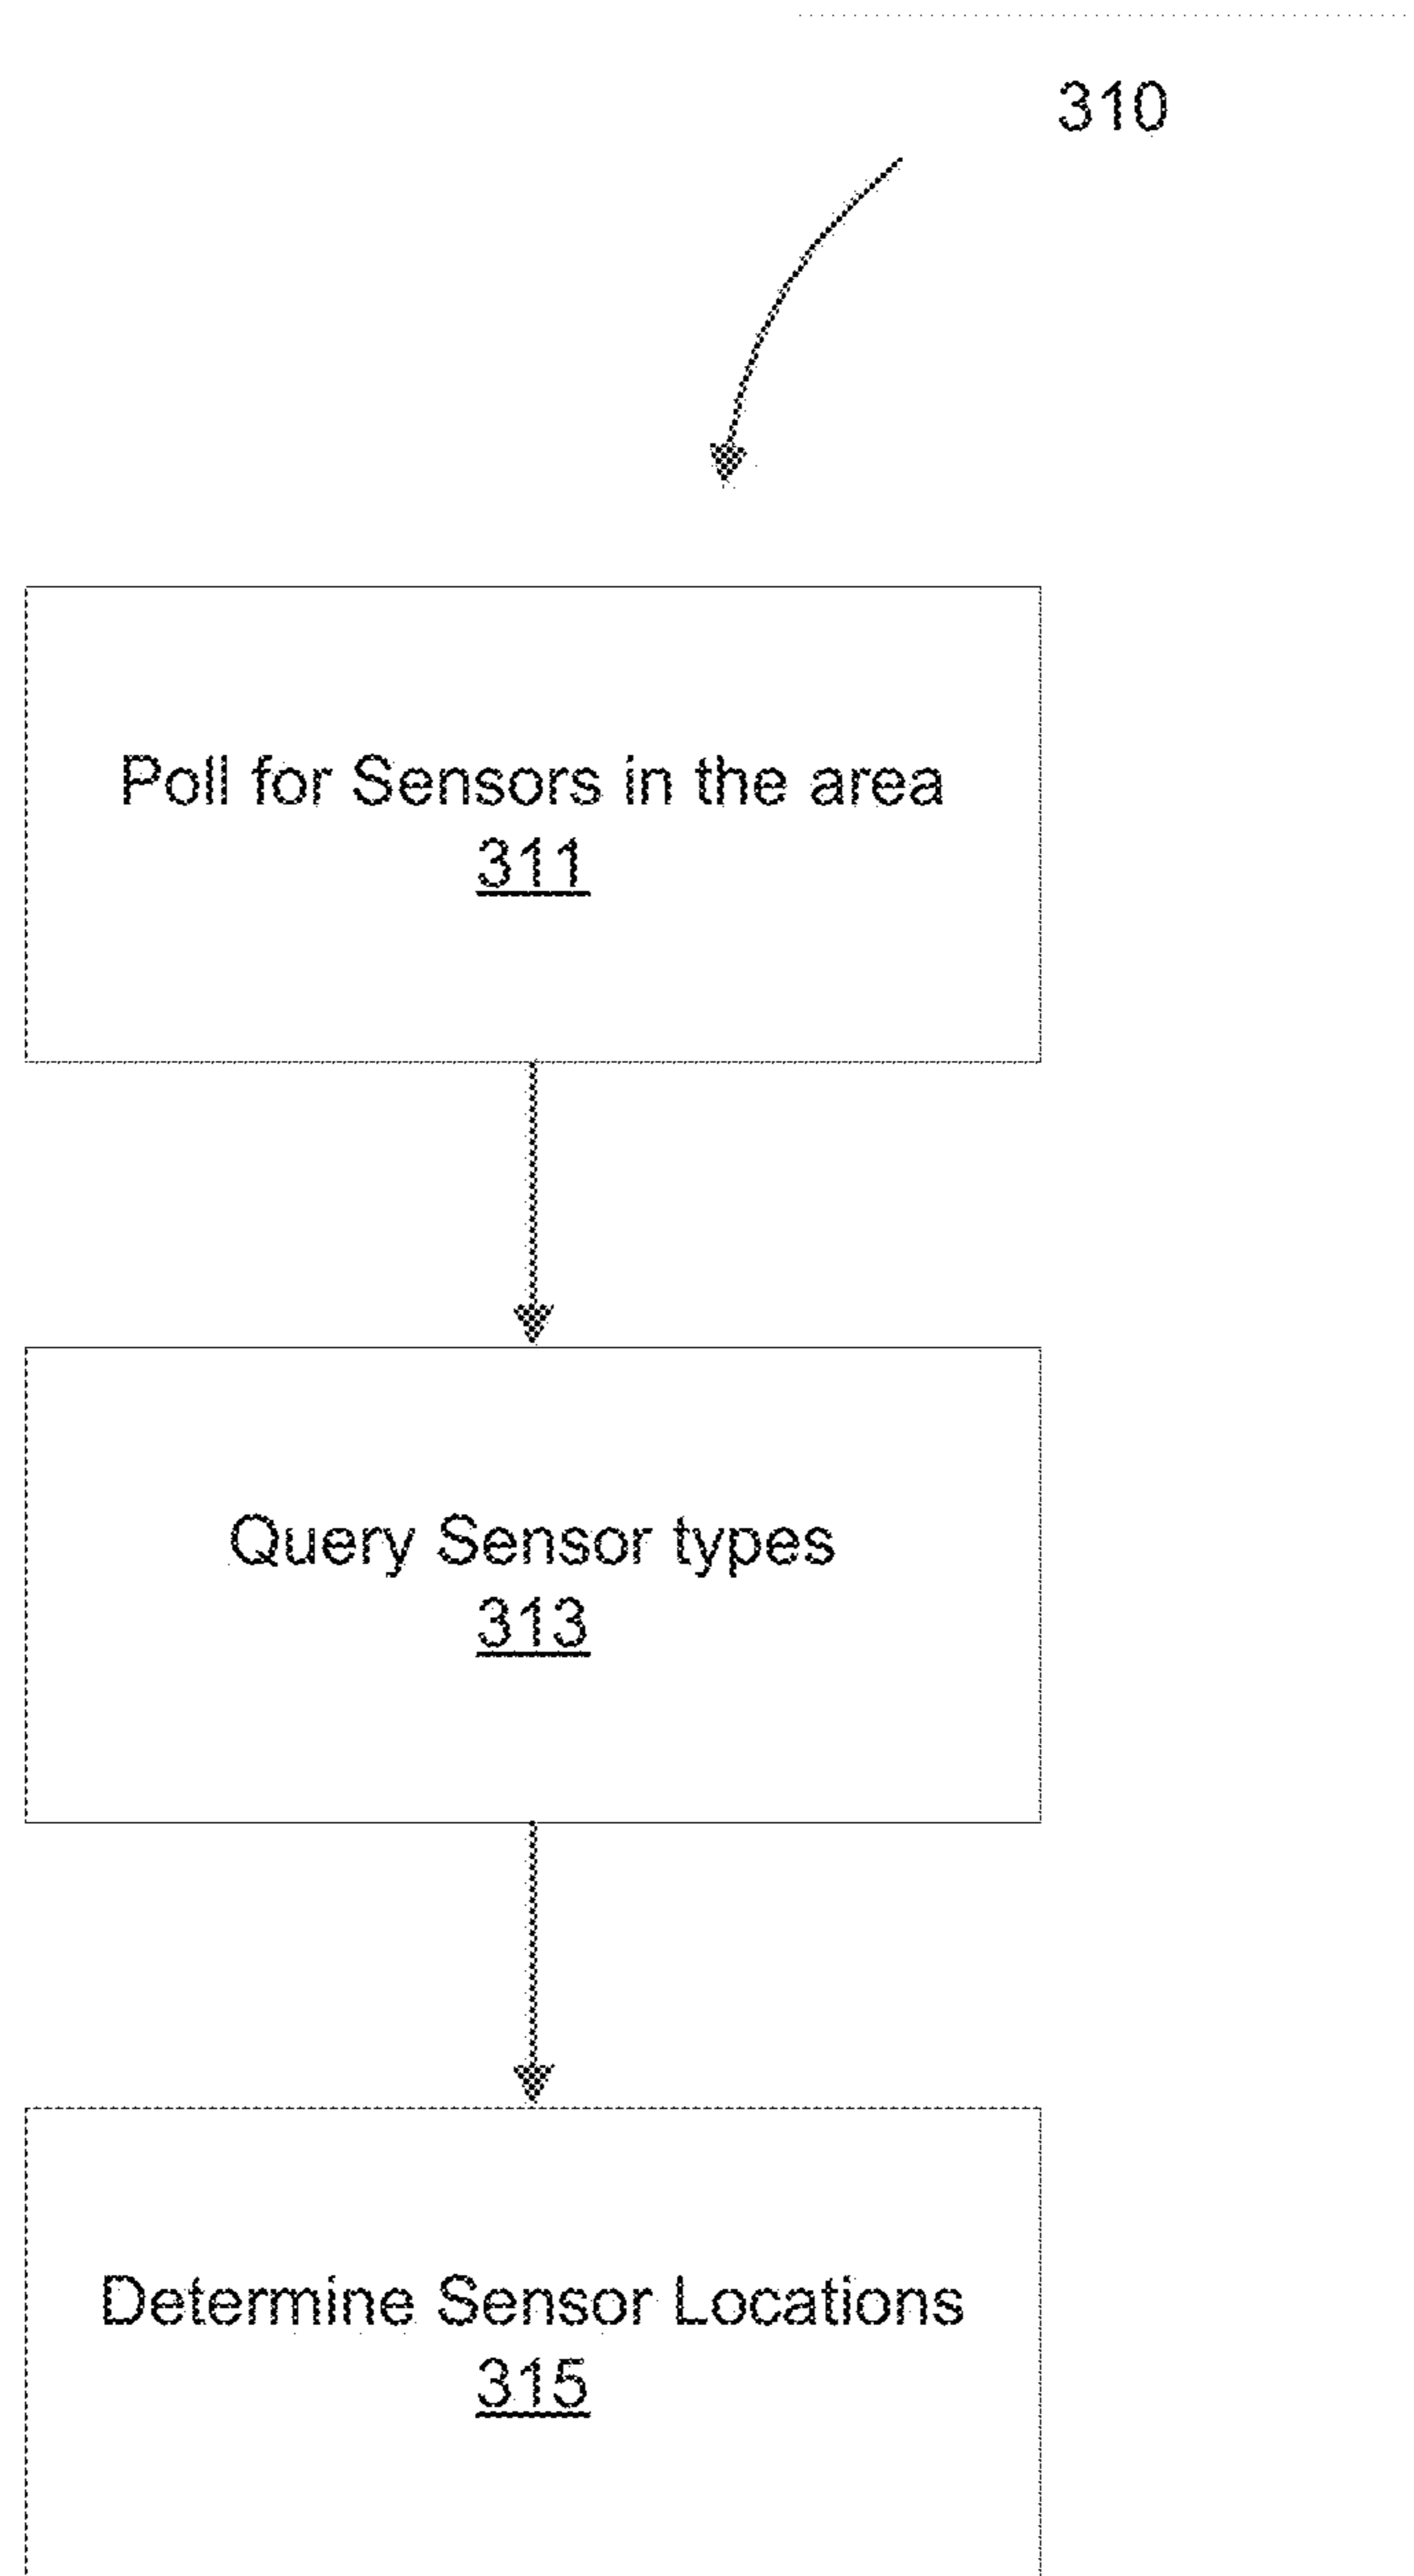 310
Poll for Sensors in the area
311
Query Sensor types
313
Determine Sensor Locations
315